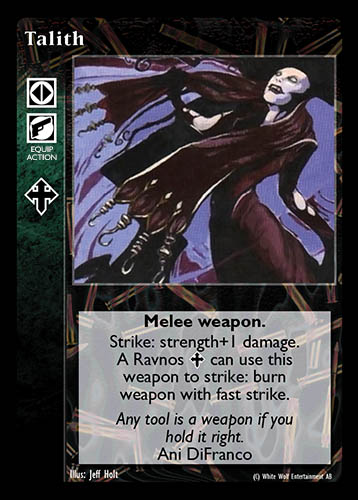 Talith
EQUIP
ACTION
Melee weapon.
Strike: strength+1 damage.
A Ravnos can use this
weapon to strike: burn
weapon with fast strike.
Any tool is a weapon if you
hold it right.
Ani DiFranco
Illus: Jeff Holt
(C) White Wolf Entertainment AB